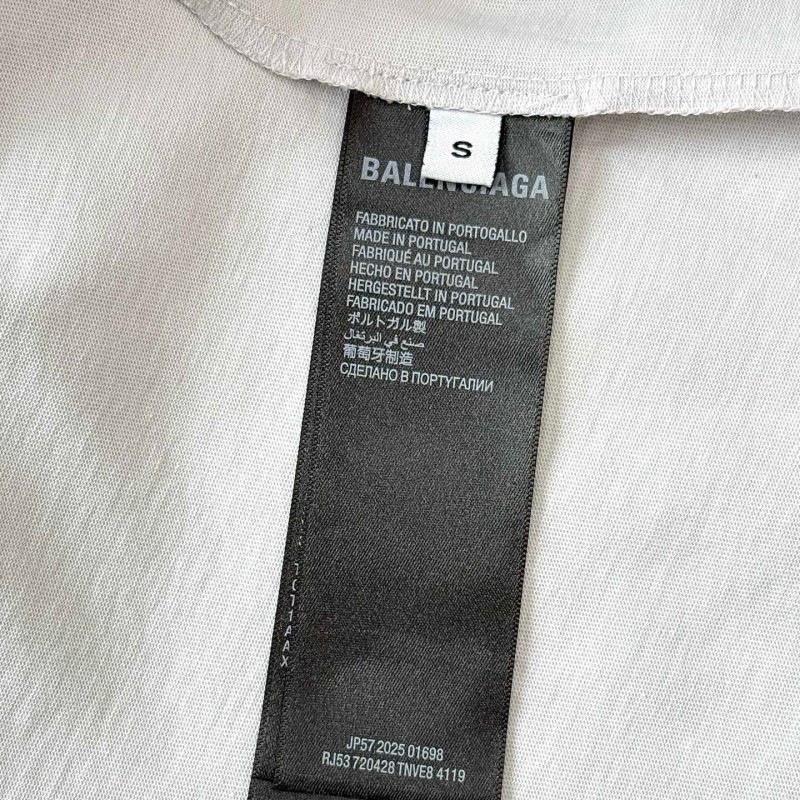 S
BALENCIAGA
FABBRICATO IN PORTOGALLO
MADE IN PORTUGAL
FABRIQUÉ AU PORTUGAL
HECHO EN PORTUGAL
HERGESTELLT IN PORTUGAL
FABRICADO EM PORTUGAL
ポルトガル製
صنع في البرتغال
葡萄牙制造
СДЕЛАНО В ПОРТУГАЛИИ
JP57 2025 01698
RJ53 720428 TNVE8 4119